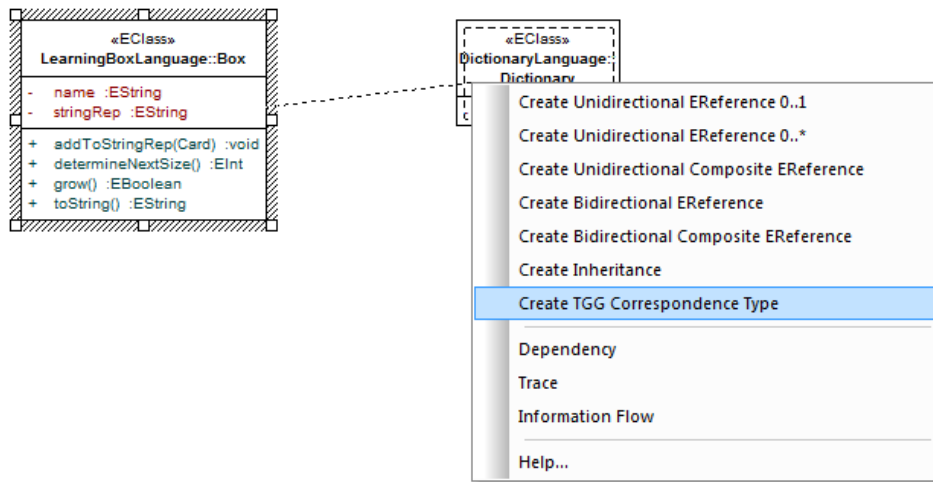 «EClass»
LearningBoxLanguage::Box
- name :EString
- stringRep :EString
+ addToStringRep(Card) :void
+ determineNextSize() :EInt
+ grow() :EBoolean
+ toString() :EString
«EClass»
DictionaryLanguage::
Dictionary
Create Unidirectional EReference 0..1
Create Unidirectional EReference 0..*
Create Unidirectional Composite EReference
Create Bidirectional EReference
Create Bidirectional Composite EReference
Create Inheritance
Create TGG Correspondence Type
Dependency
Trace
Information Flow
Help...